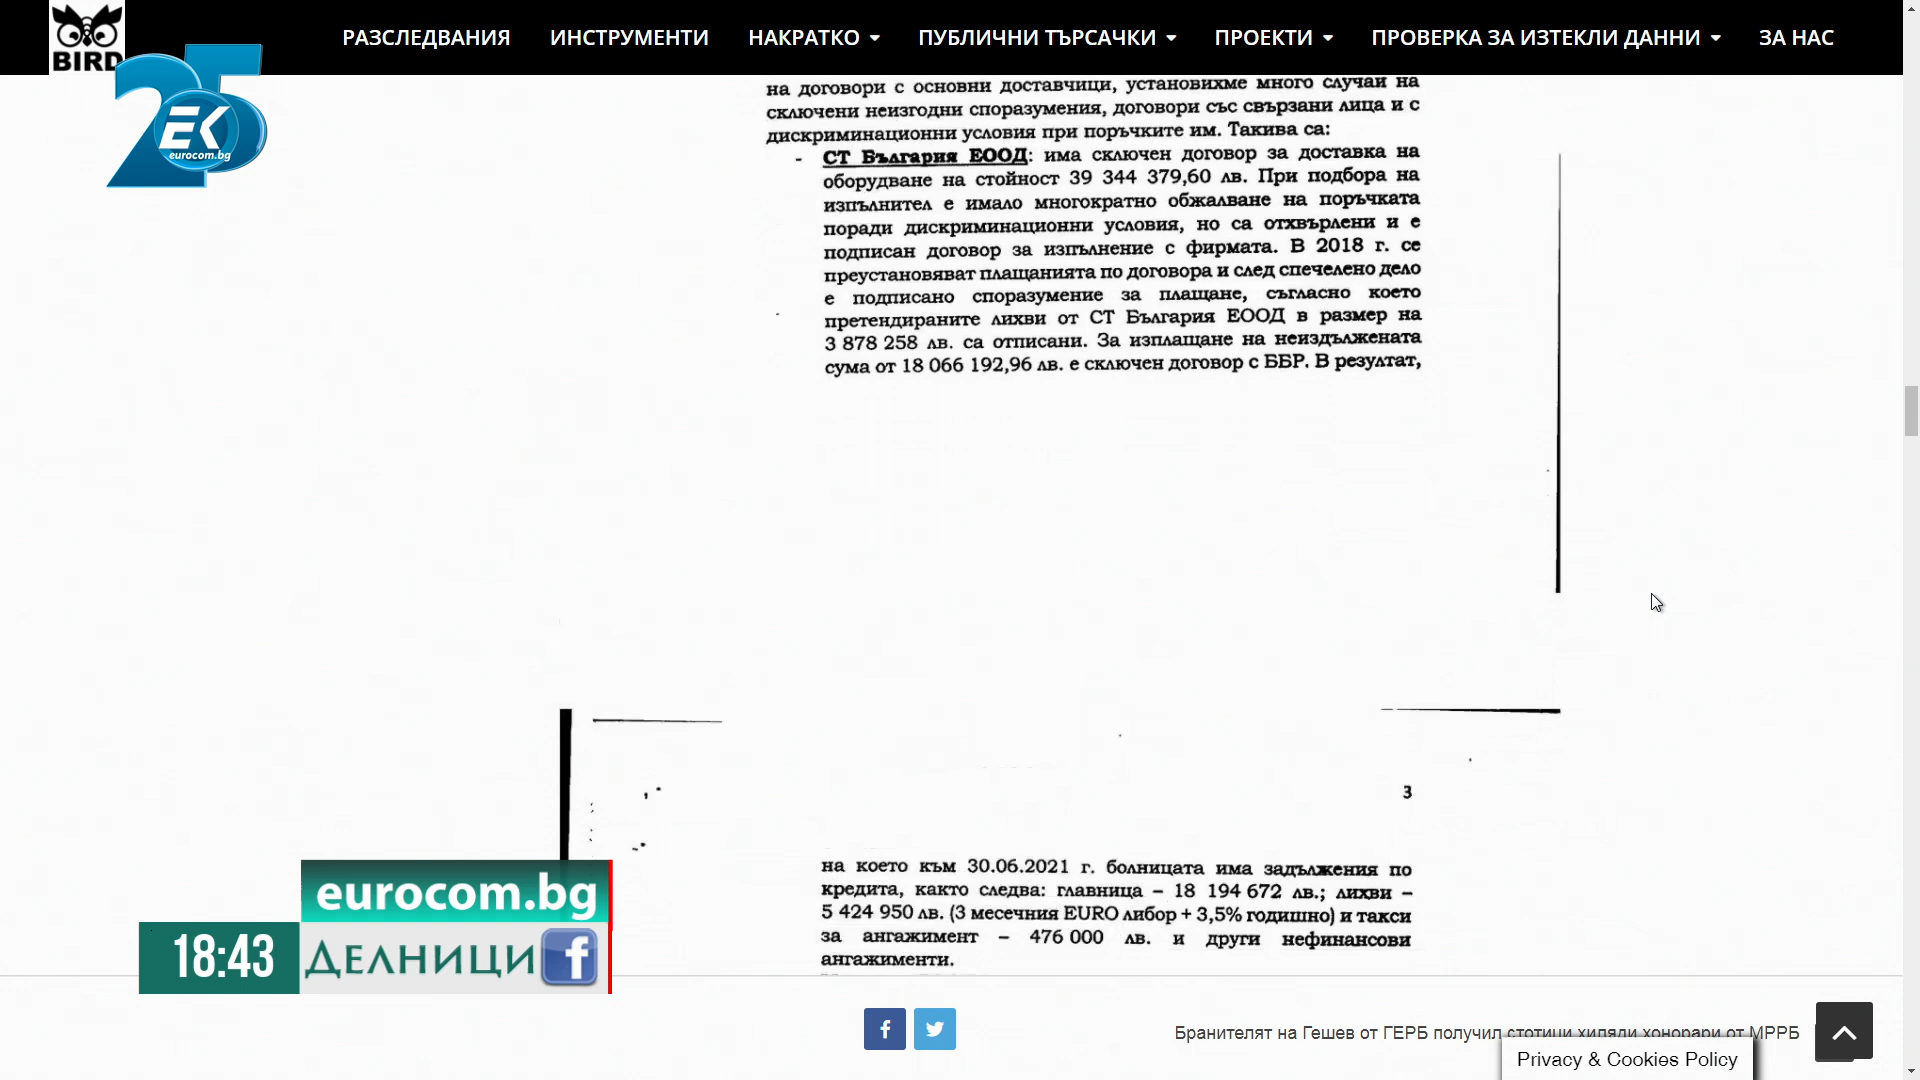 BIRD
РАЗСЛЕДВАНИЯ ИНСТРУМЕНТИ НАКРАТКО ПУБЛИЧНИ ТЪРСАЧКИ ПРОЕКТИ ПРОВЕРКА ЗА ИЗТЕКЛИ ДАННИ ЗА НАС
25
EK
eurocom.bg
на договори с основни доставчици, установихме много случаи на
сключени неизгодни споразумения, договори със свързани лица и с
дискриминационни условия при поръчките им. Такива са:
- СТ България ЕООД: има сключен договор за доставка на
оборудване на стойност 39 344 379,60 лв. При подбора на
изпълнител е имало многократно обжалване на поръчката
поради дискриминационни условия, но са отхвърлени и е
подписан договор за изпълнение с фирмата. В 2018 г. се
преустановяват плащанията по договора и след спечелено дело
е подписано споразумение за плащане, съгласно което
претендираните лихви от СТ България ЕООД в размер на
3 878 258 лв. са отписани. За изплащане на неиздължената
сума от 18 066 192,96 лв. е сключен договор с ББР. В резултат,
3
на което към 30.06.2021 г. болницата има задължения по
кредита, както следва: главница – 18 194 672 лв.; лихви –
5 424 950 лв. (3 месечния EURO либор + 3,5% годишно) и такси
за ангажимент – 476 000 лв. и други нефинансови
ангажименти.
eurocom.bg
18:43 ДЕЛНИЦИ f
Бранителят на Гешев от ГЕРБ получил стотици хиляди хонорари от МРРБ
Privacy & Cookies Policy